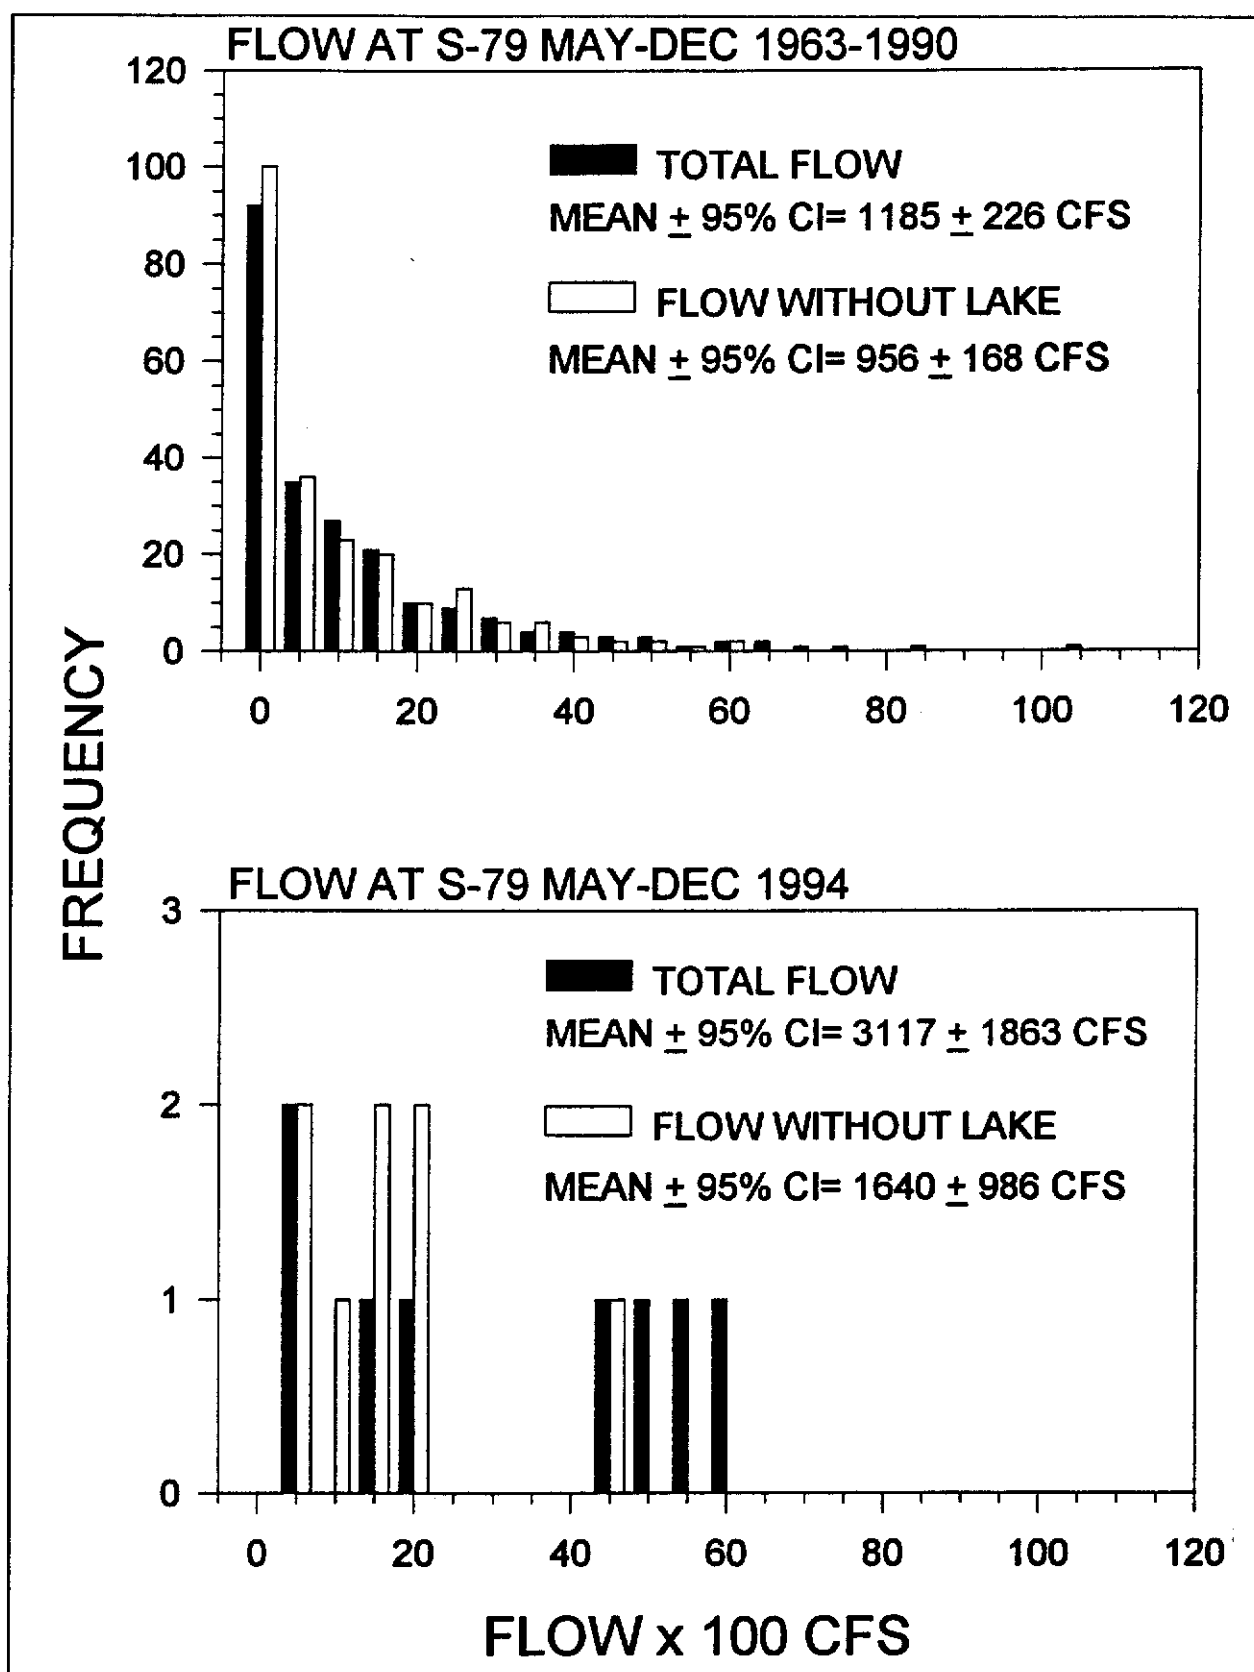 FLOW AT S-79 MAY-DEC 1963-1990
120
100
80
60
40
20
0
TOTAL FLOW
MEAN ± 95% CI= 1185 ± 226 CFS
FLOW WITHOUT LAKE
MEAN ± 95% CI= 956 ± 168 CFS
0 20 40 60 80 100 120
FREQUENCY
FLOW AT S-79 MAY-DEC 1994
3
2
1
0
TOTAL FLOW
MEAN ± 95% CI= 3117 ± 1863 CFS
FLOW WITHOUT LAKE
MEAN ± 95% CI= 1640 ± 986 CFS
0 20 40 60 80 100 120
FLOW x 100 CFS